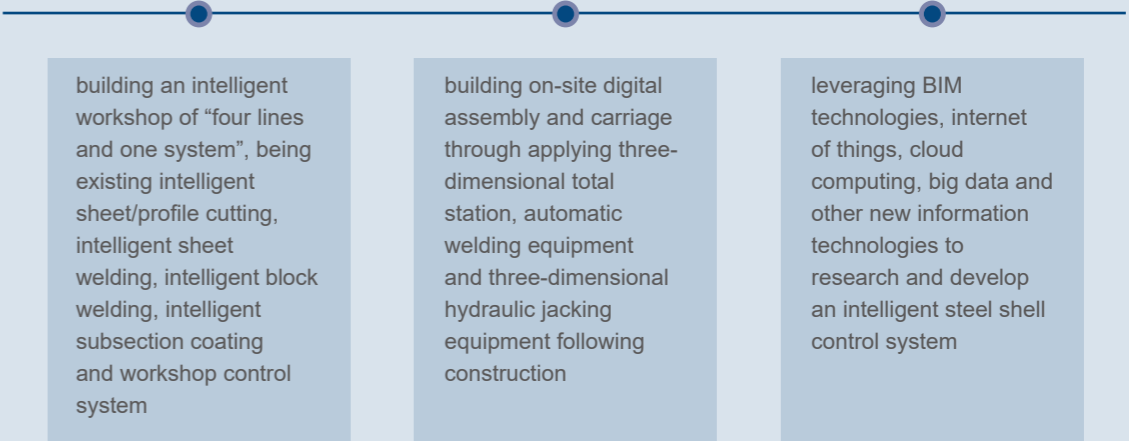 building an intelligent
workshop of “four lines
and one system”, being
existing intelligent
sheet/profile cutting,
intelligent sheet
welding, intelligent block
welding, intelligent
subsection coating
and workshop control
system
building on-site digital
assembly and carriage
through applying three-
dimensional total
station, automatic
welding equipment
and three-dimensional
hydraulic jacking
equipment following
construction
leveraging BIM
technologies, internet
of things, cloud
computing, big data and
other new information
technologies to
research and develop
an intelligent steel shell
control system